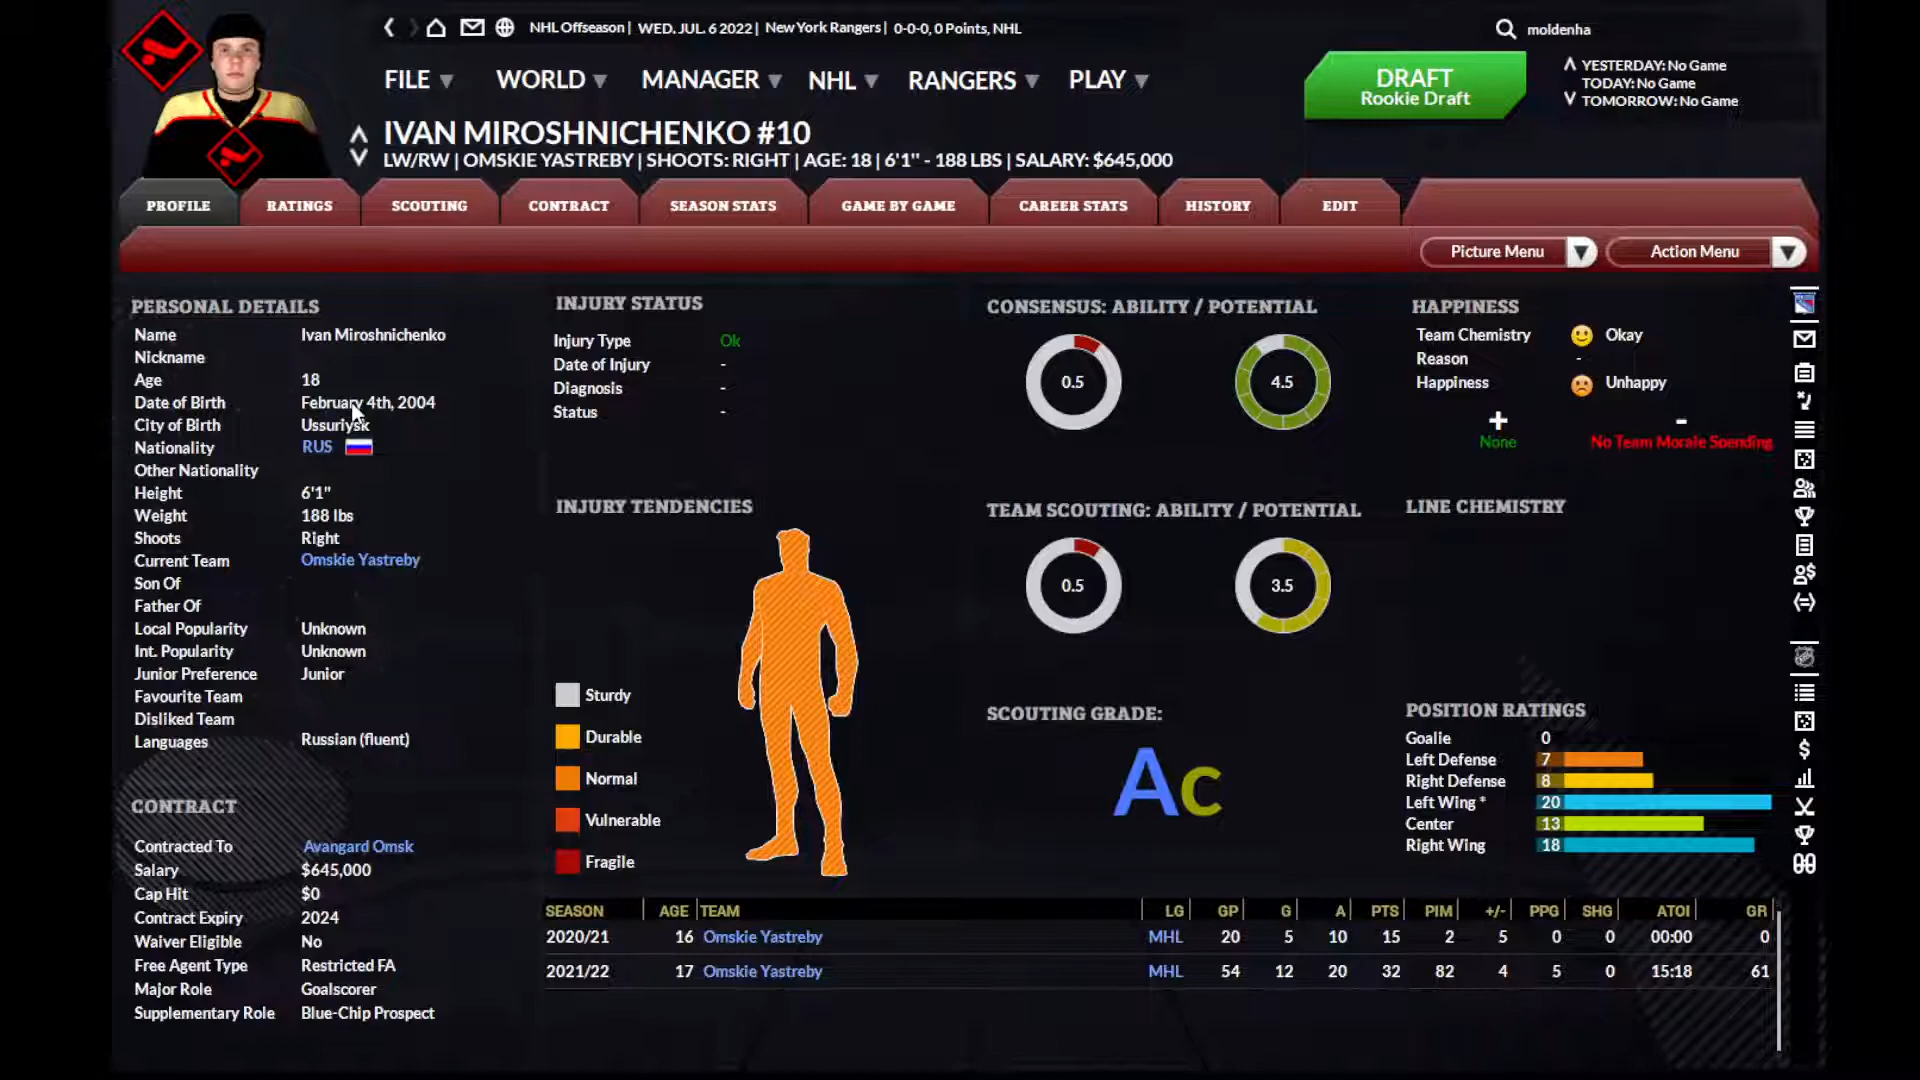 NHL Offseason | WED. JUL. 6 2022 | New York Rangers | 0-0-0, 0 Points, NHL
moldenha
FILE WORLD MANAGER NHL RANGERS PLAY
DRAFT
Rookie Draft
YESTERDAY: No Game
TODAY: No Game
TOMORROW: No Game
IVAN MIROSHNICHENKO #10
LW/RW | OMSKIE YASTREBY | SHOOTS: RIGHT | AGE: 18 | 6'1" - 188 LBS | SALARY: $645,000
PROFILE RATINGS SCOUTING CONTRACT SEASON STATS GAME BY GAME CAREER STATS HISTORY EDIT
Picture Menu Action Menu
PERSONAL DETAILS
Name Ivan Miroshnichenko
Nickname
Age 18
Date of Birth February 4th, 2004
City of Birth Ussuriysk
Nationality RUS
Other Nationality
Height 6'1"
Weight 188 lbs
Shoots Right
Current Team Omskie Yastreby
Son Of
Father Of
Local Popularity Unknown
Int. Popularity Unknown
Junior Preference Junior
Favourite Team
Disliked Team
Languages Russian (fluent)
CONTRACT
Contracted To Avangard Omsk
Salary $645,000
Cap Hit $0
Contract Expiry 2024
Waiver Eligible No
Free Agent Type Restricted FA
Major Role Goalscorer
Supplementary Role Blue-Chip Prospect
INJURY STATUS
Injury Type Ok
Date of Injury -
Diagnosis -
Status -
INJURY TENDENCIES
Sturdy
Durable
Normal
Vulnerable
Fragile
CONSENSUS: ABILITY / POTENTIAL
0.5 4.5
TEAM SCOUTING: ABILITY / POTENTIAL
0.5 3.5
SCOUTING GRADE:
Ac
HAPPINESS
Team Chemistry Okay
Reason -
Happiness Unhappy
+ -
None No Team Morale Spending
LINE CHEMISTRY
POSITION RATINGS
Goalie 0
Left Defense 7
Right Defense 8
Left Wing * 20
Center 13
Right Wing 18
SEASON AGE TEAM LG GP G A PTS PIM +/- PPG SHG ATOI GR
2020/21 16 Omskie Yastreby MHL 20 5 10 15 2 5 0 0 00:00 0
2021/22 17 Omskie Yastreby MHL 54 12 20 32 82 4 5 0 15:18 61